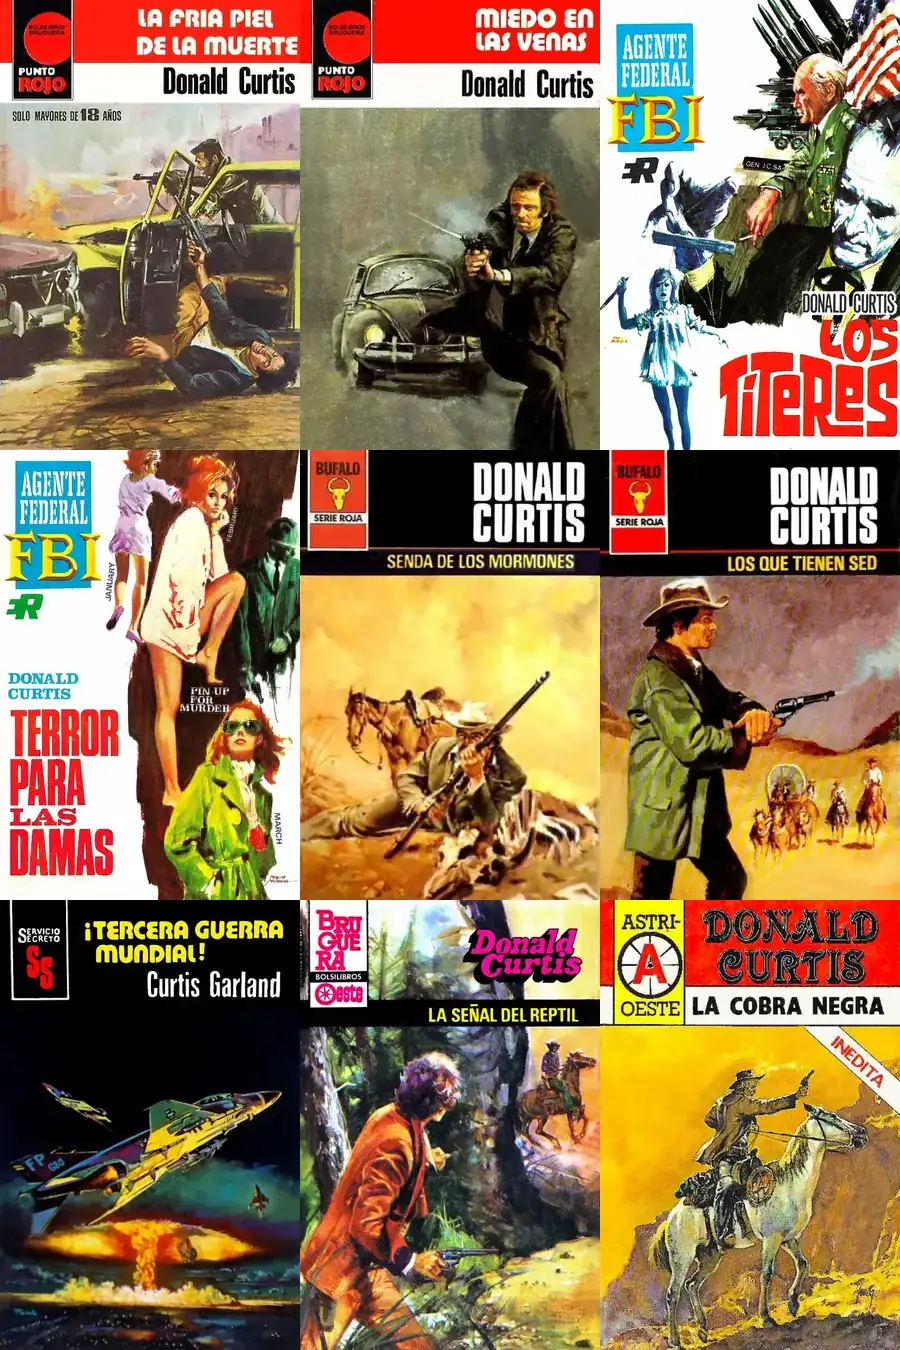 BOLSILIBROS
BRUGUERA
PUNTO
ROJO
LA FRIA PIEL
DE LA MUERTE
Donald Curtis
SOLO MAYORES DE 18 AÑOS
BOLSILIBROS
BRUGUERA
PUNTO
ROJO
MIEDO EN
LAS VENAS
Donald Curtis
AGENTE
FEDERAL
FBI
R
DONALD CURTIS
LOS
TITERES
AGENTE
FEDERAL
FBI
R
JANUARY
FEBRUARY
DONALD
CURTIS
PIN UP
FOR
MURDER
TERROR
PARA
LAS
DAMAS
MARCH
BUFALO
SERIE ROJA
DONALD
CURTIS
SENDA DE LOS MORMONES
BUFALO
SERIE ROJA
DONALD
CURTIS
LOS QUE TIENEN SED
SERVICIO
SECRETO
SS
¡TERCERA GUERRA
MUNDIAL!
Curtis Garland
FP
BRU
GUE
RA
BOLSILIBROS
Oeste
Donald
Curtis
LA SEÑAL DEL REPTIL
ASTRI-
A
OESTE
DONALD
CURTIS
LA COBRA NEGRA
INEDITA